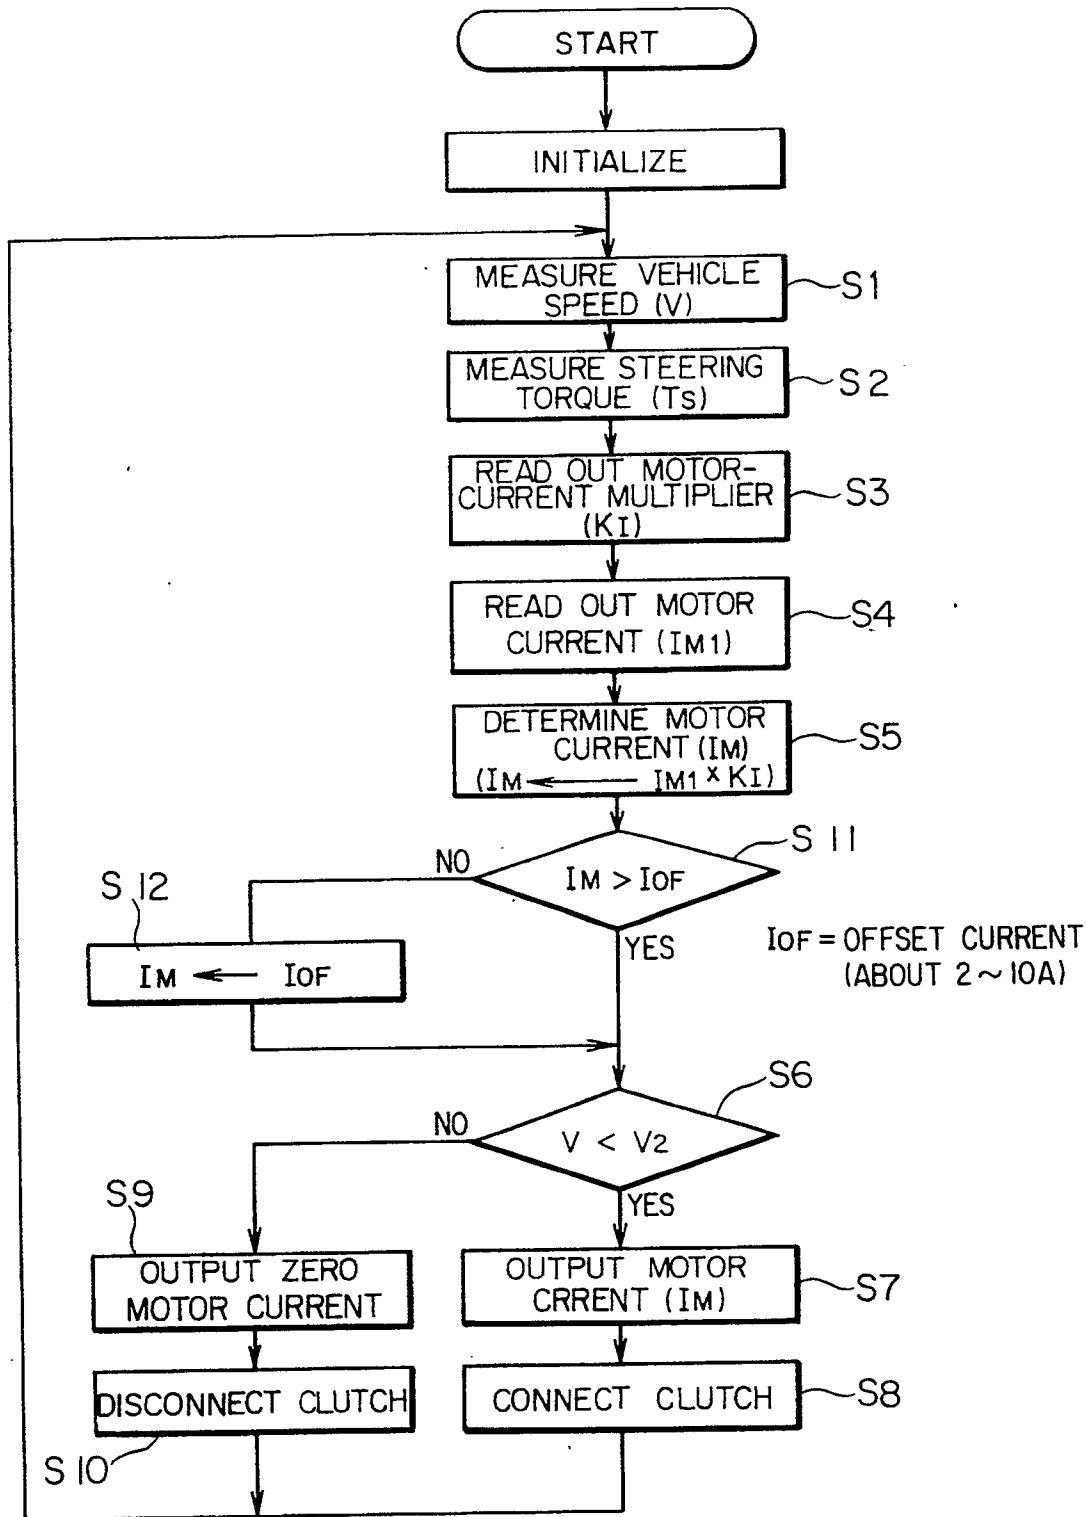 START
INITIALIZE
MEASURE VEHICLE
SPEED (V)
S1
MEASURE STEERING
TORQUE (Ts)
S2
READ OUT MOTOR-
CURRENT MULTIPLIER
(KI)
S3
READ OUT MOTOR
CURRENT (IM1)
S4
DETERMINE MOTOR
CURRENT (IM)
(IM ← IM1 x KI)
S5
S11
IM > IOF
NO
YES
S12
IM ← IOF
IOF = OFFSET CURRENT
(ABOUT 2~10A)
S6
V < V2
NO
YES
S9
OUTPUT ZERO
MOTOR CURRENT
OUTPUT MOTOR
CRRENT (IM)
S7
DISCONNECT CLUTCH
S10
CONNECT CLUTCH
S8